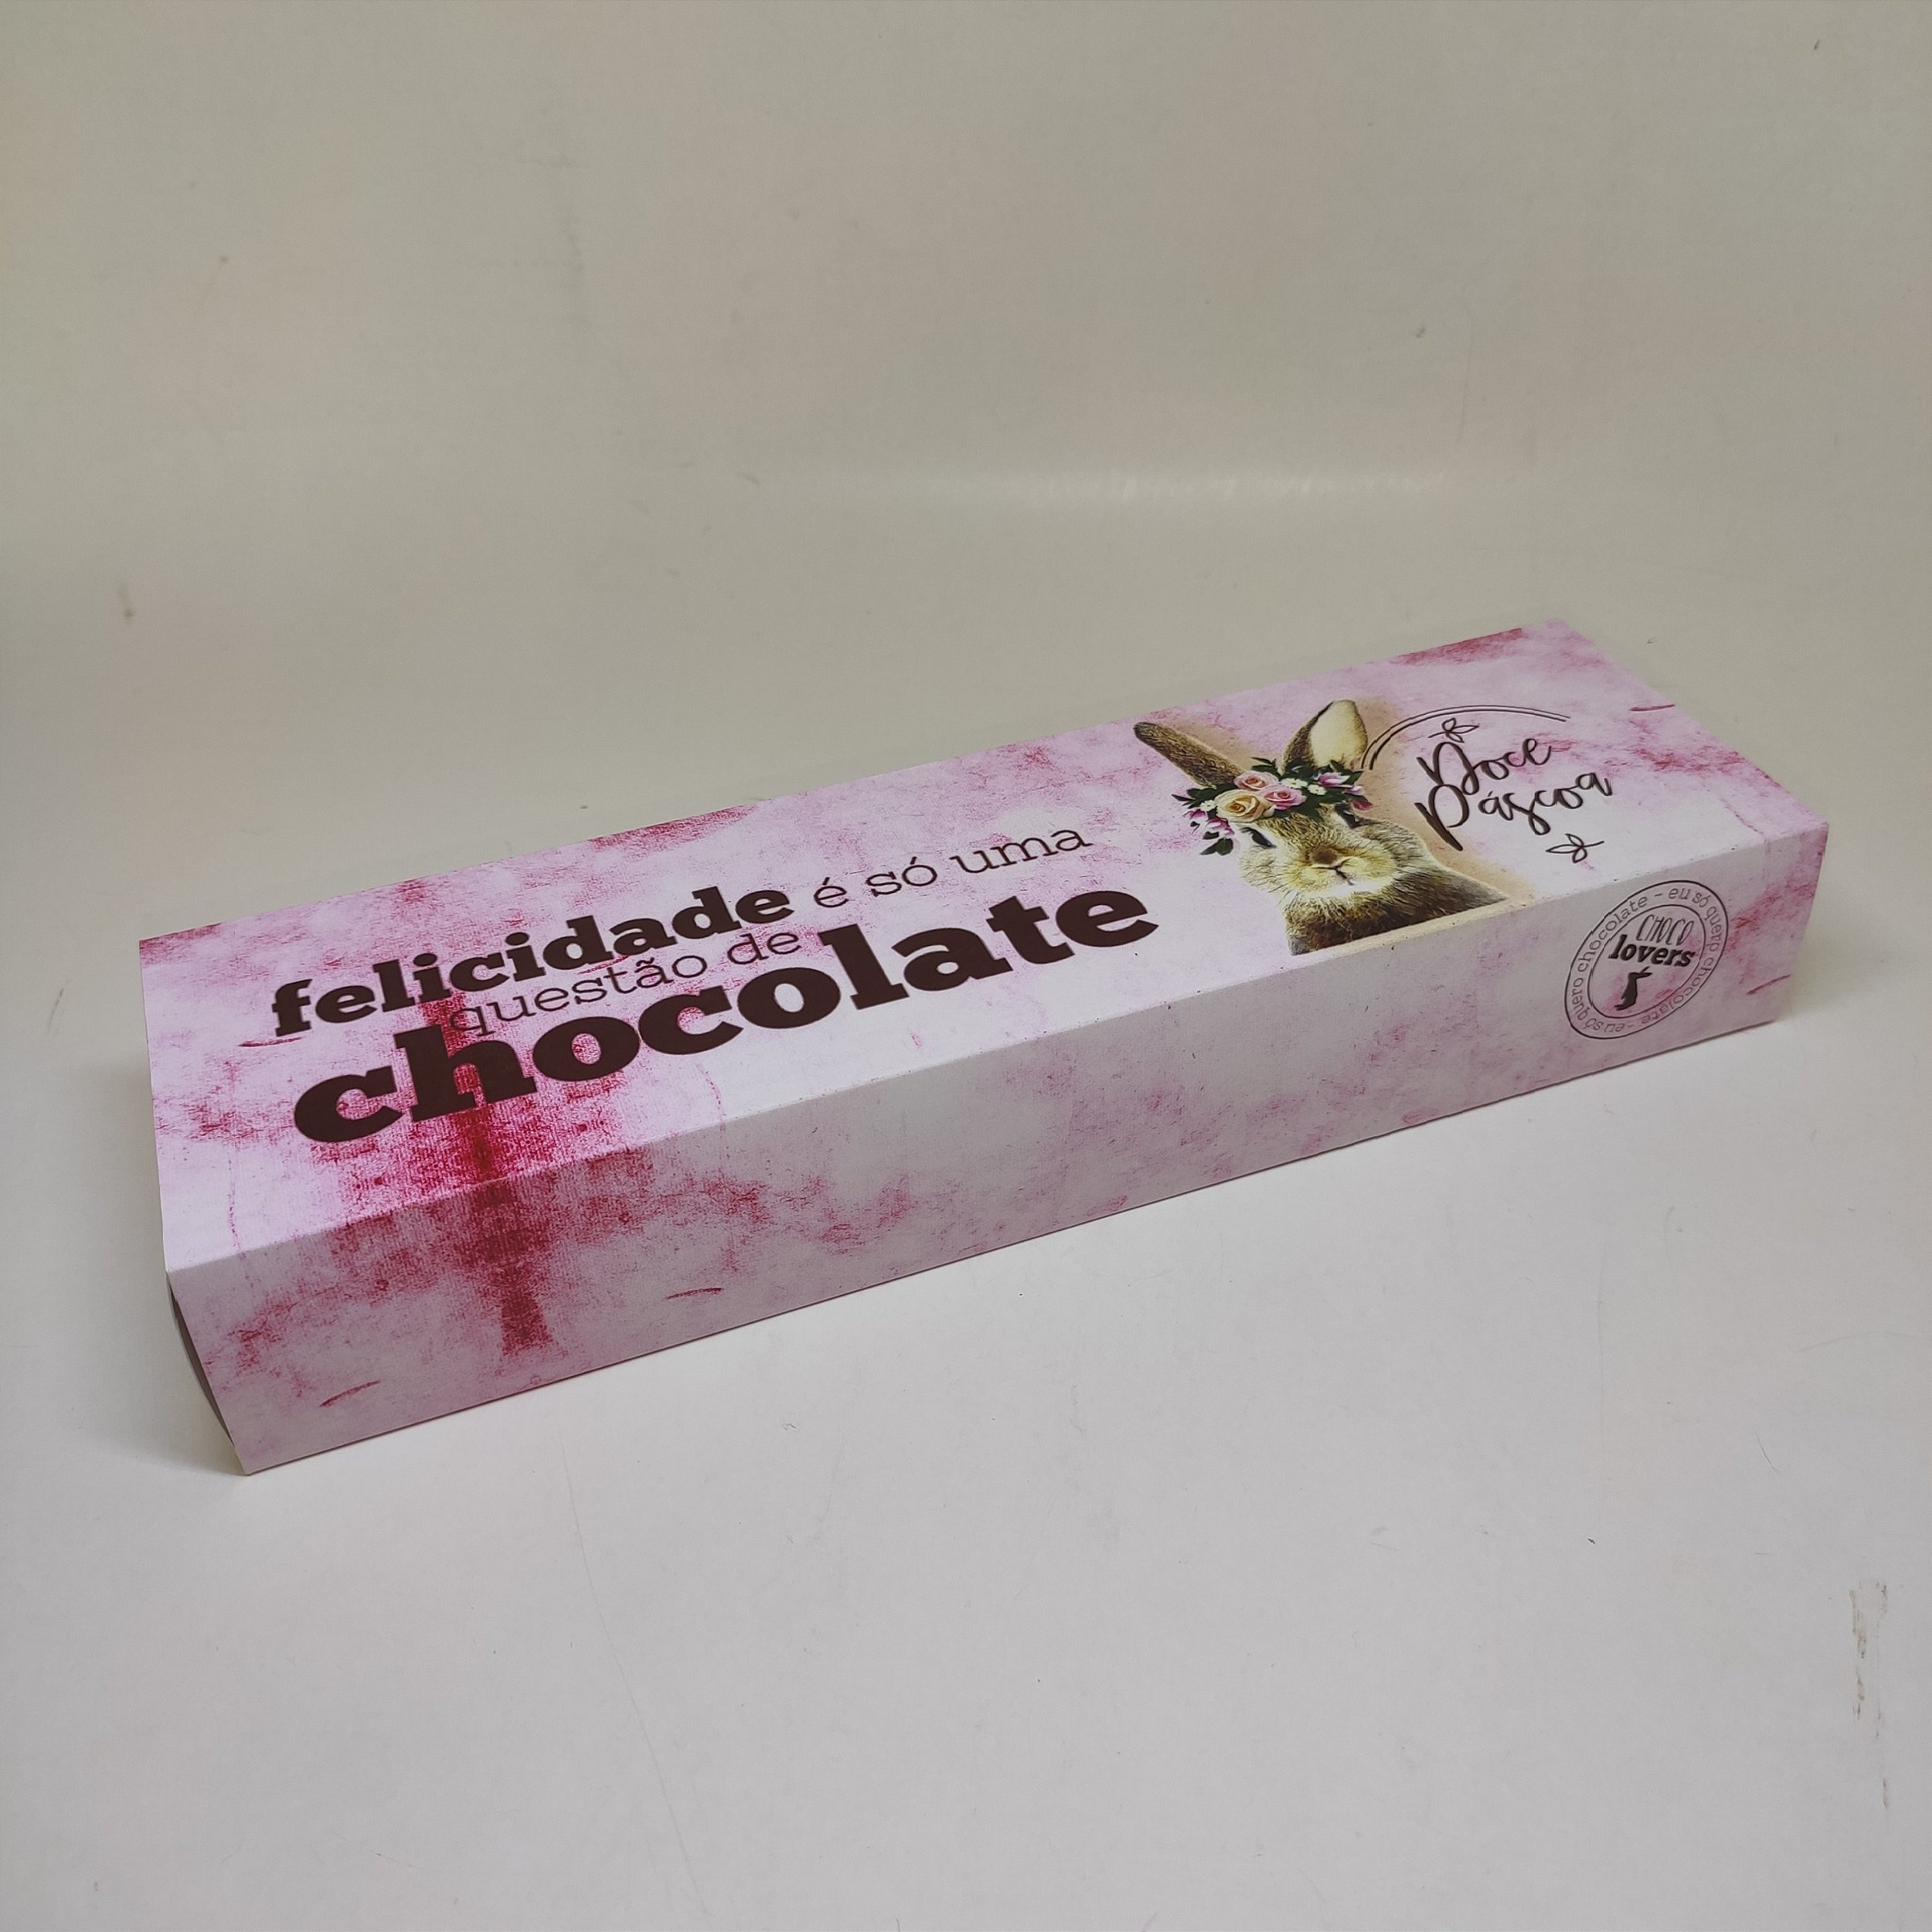 felicidade é só uma
questão de
chocolate
Doce
Páscoa
CHOCO
lovers
eu só quero chocolate - eu só quero chocolate -